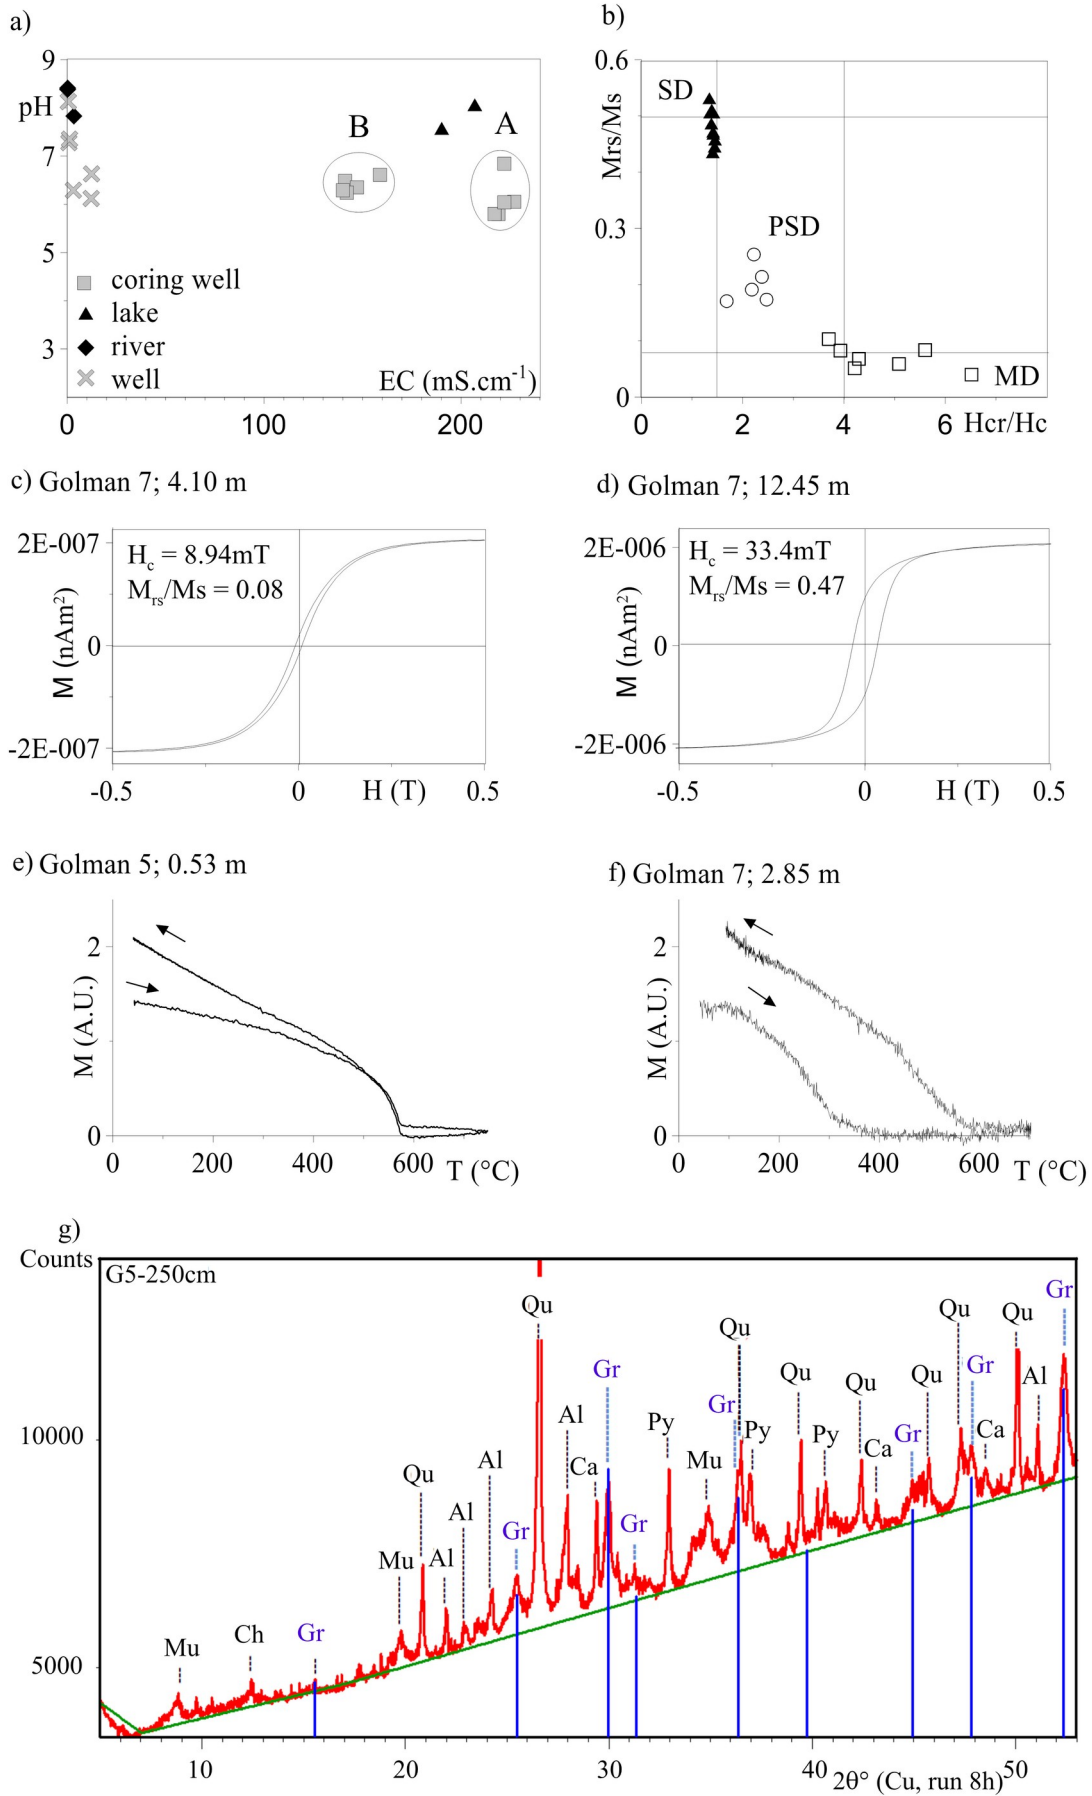 a)
9
pH
7
5
3
B
A
coring well
lake
river
well
EC (mS.cm-1)
0
100
200
b)
0.6
SD
Mrs/Ms
PSD
0.3
MD
0
0
2
4
6
Hcr/Hc
c) Golman 7; 4.10 m
2E-007
Hc = 8.94mT
Mrs/Ms = 0.08
M (nAm2)
0
-2E-007
-0.5
0
H (T)
0.5
d) Golman 7; 12.45 m
2E-006
Hc = 33.4mT
Mrs/Ms = 0.47
M (nAm2)
0
-2E-006
-0.5
0
H (T)
0.5
e) Golman 5; 0.53 m
2
M (A.U.)
0
0
200
400
600
T (°C)
f) Golman 7; 2.85 m
2
M (A.U.)
0
0
200
400
600
T (°C)
g)
Counts
G5-250cm
10000
5000
Mu
Ch
Gr
Mu
Qu
Al
Al
Al
Gr
Qu
Al
Ca
Gr
Gr
Py
Mu
Gr
Qu
Py
Qu
Py
Qu
Ca
Gr
Qu
Qu
Gr
Ca
Qu
Al
Gr
10
20
30
40
50
2θ° (Cu, run 8h)